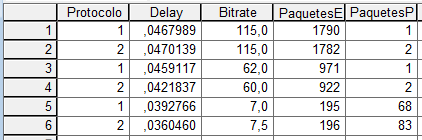 Protocolo Delay Bitrate PaquetesE PaquetesP
1 1 ,0467989 115,0 1790 1
2 2 ,0470139 115,0 1782 2
3 1 ,0459117 62,0 971 1
4 2 ,0421837 60,0 922 2
5 1 ,0392766 7,0 195 68
6 2 ,0360460 7,5 196 83